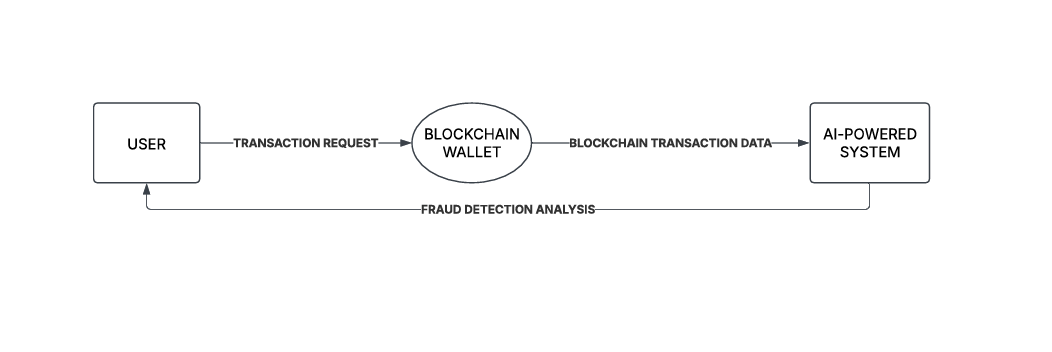 USER
TRANSACTION REQUEST
BLOCKCHAIN
WALLET
BLOCKCHAIN TRANSACTION DATA
AI-POWERED
SYSTEM
FRAUD DETECTION ANALYSIS